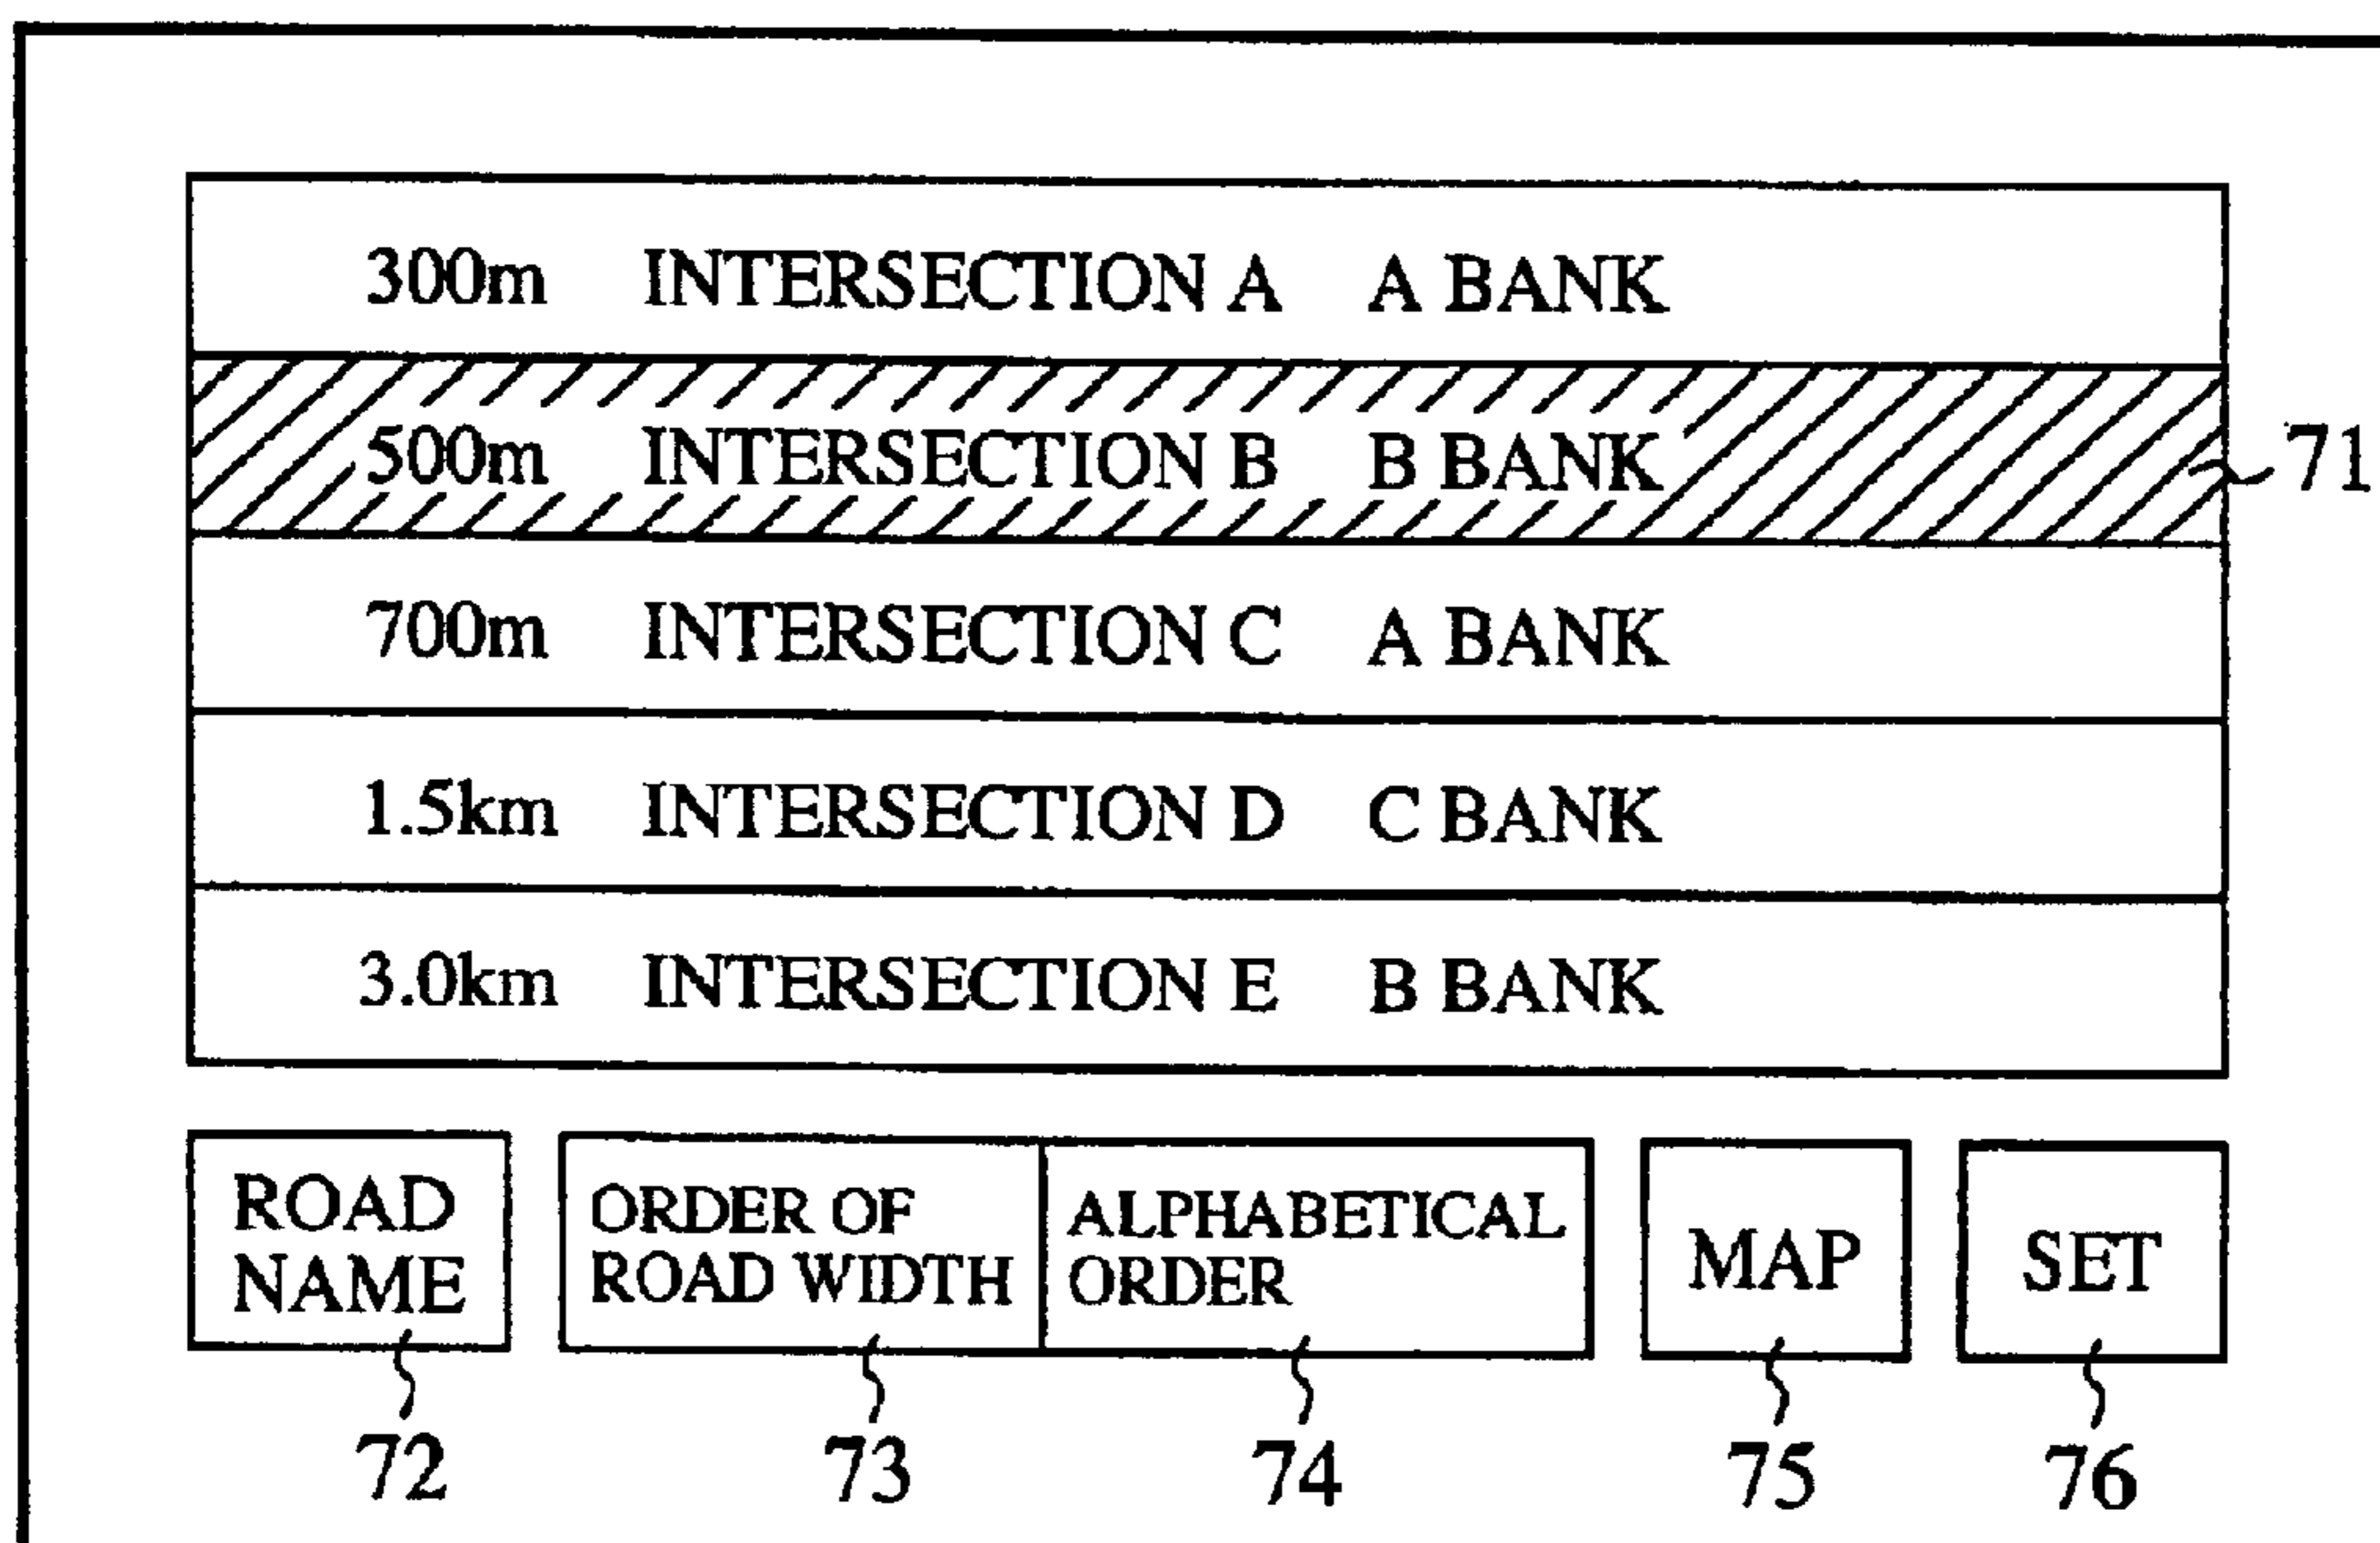 300m INTERSECTION A A BANK
500m INTERSECTION B B BANK
71
700m INTERSECTION C A BANK
1.5km INTERSECTION D C BANK
3.0km INTERSECTION E B BANK
ROAD
NAME
ORDER OF
ROAD WIDTH
ALPHABETICAL
ORDER
MAP
SET
72 73 74 75 76